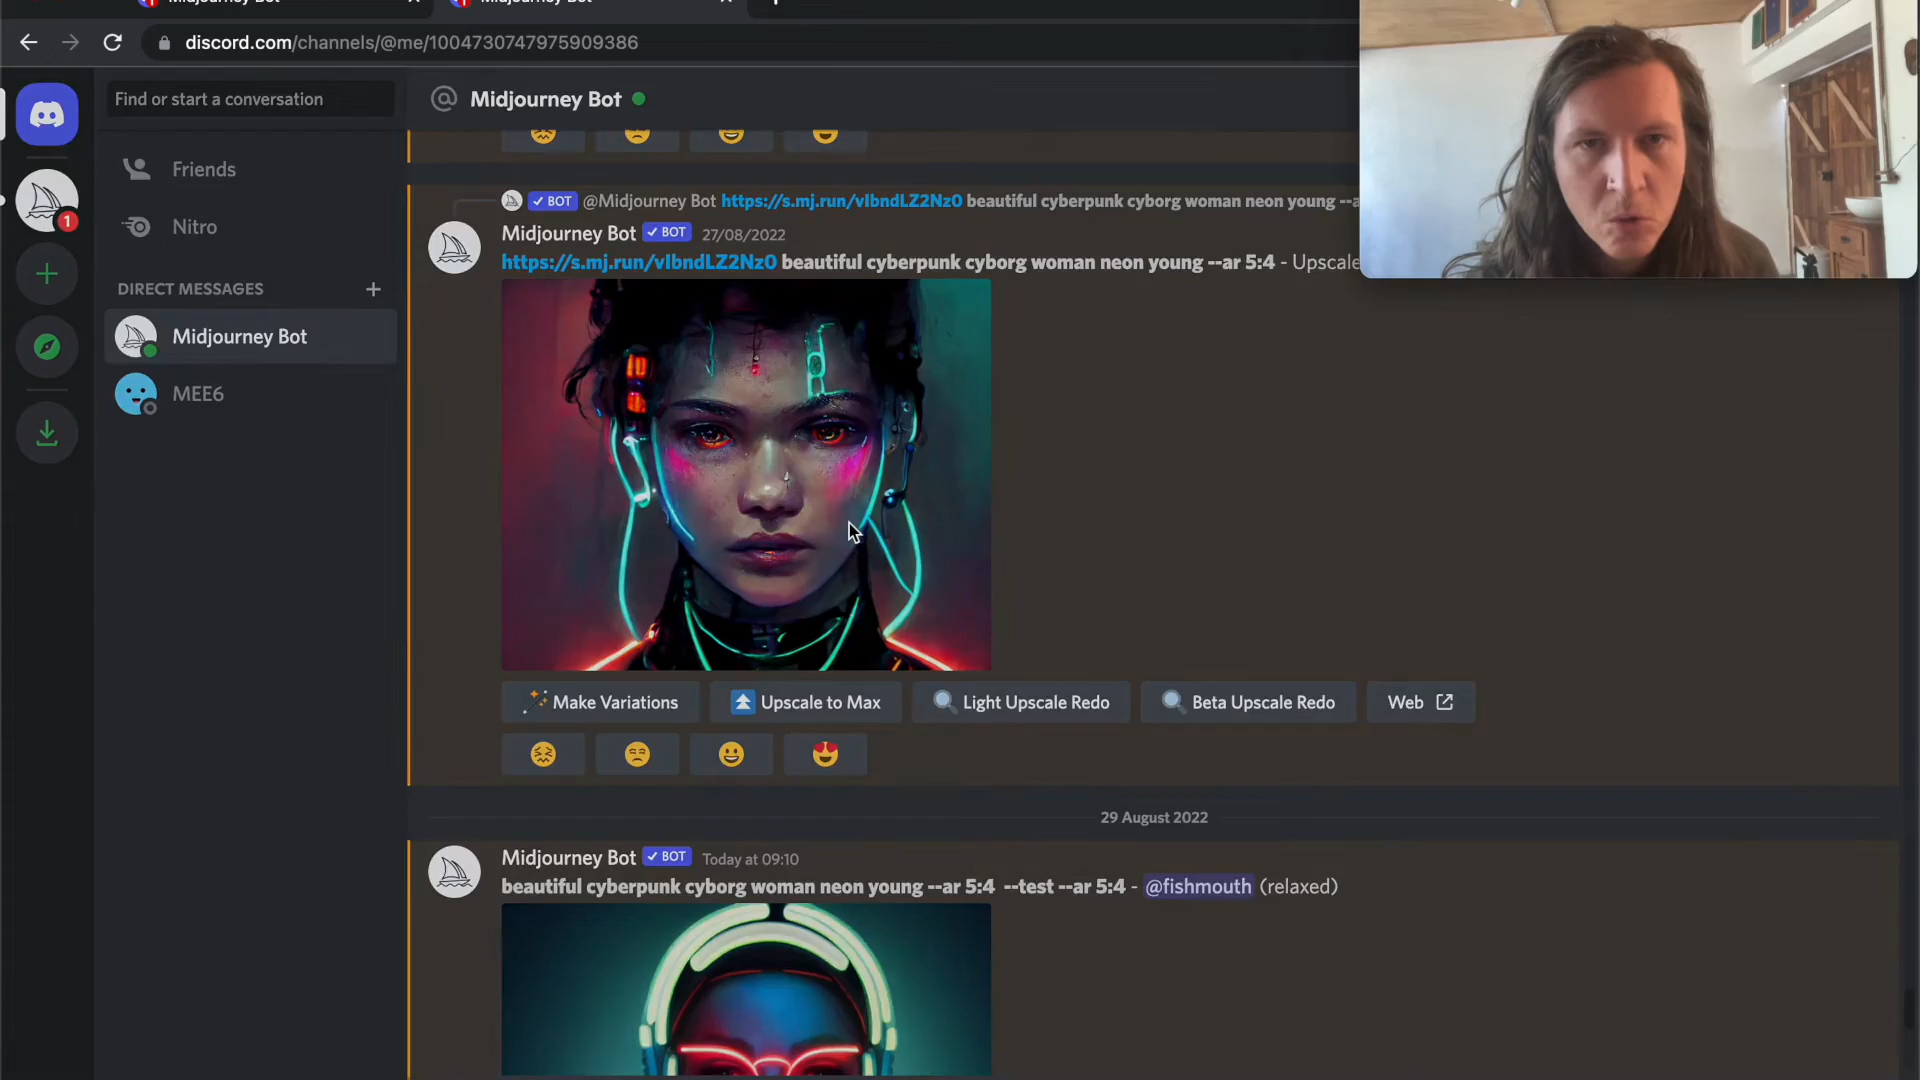 discord.com/channels/@me/1004730747975909386
Find or start a conversation
Midjourney Bot
Friends
Nitro
DIRECT MESSAGES
Midjourney Bot
MEE6
1
BOT @Midjourney Bot https://s.mj.run/vIbndLZ2Nz0 beautiful cyberpunk cyborg woman neon young
Midjourney Bot BOT 27/08/2022
https://s.mj.run/vIbndLZ2Nz0 beautiful cyberpunk cyborg woman neon young --ar 5:4 - Upscale
Make Variations Upscale to Max Light Upscale Redo Beta Upscale Redo Web
29 August 2022
Midjourney Bot BOT Today at 09:10
beautiful cyberpunk cyborg woman neon young --ar 5:4 --test --ar 5:4 - @fishmouth (relaxed)